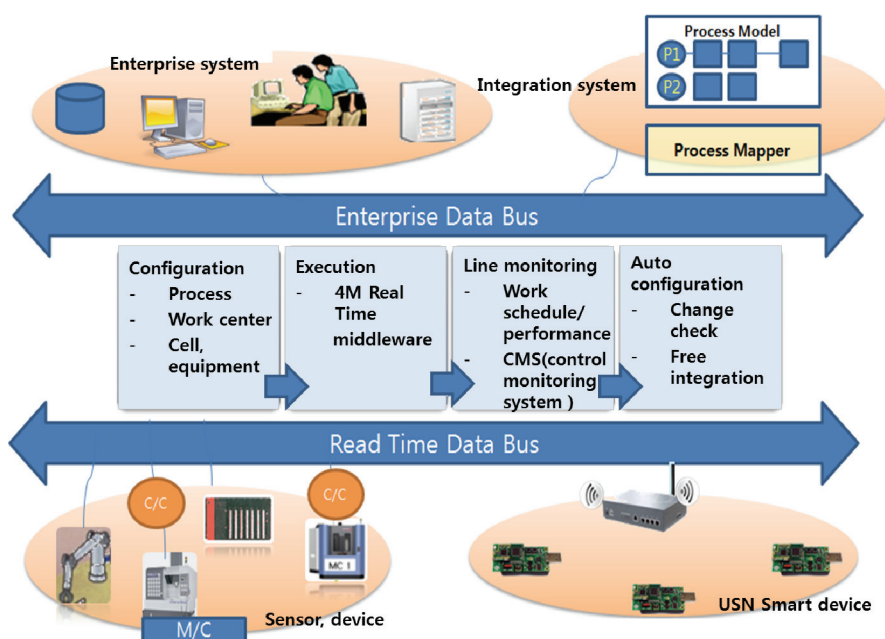 Enterprise system
Integration system
Process Model
P1
P2
Process Mapper
Enterprise Data Bus
Configuration
- Process
- Work center
- Cell,
equipment
Execution
- 4M Real
Time
middleware
Line monitoring
- Work
schedule/
performance
- CMS(control
monitoring
system )
Auto
configuration
- Change
check
- Free
integration
Read Time Data Bus
C/C
C/C
MC 1
M/C
Sensor, device
USN Smart device